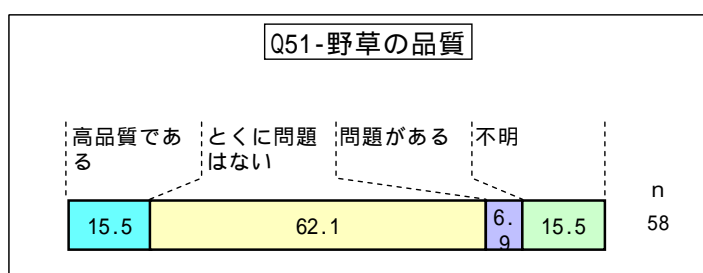 Q51-野草の品質
高品質であ
る
とくに問題
はない
問題がある
不明
n
15.5
62.1
6.
9
15.5
58